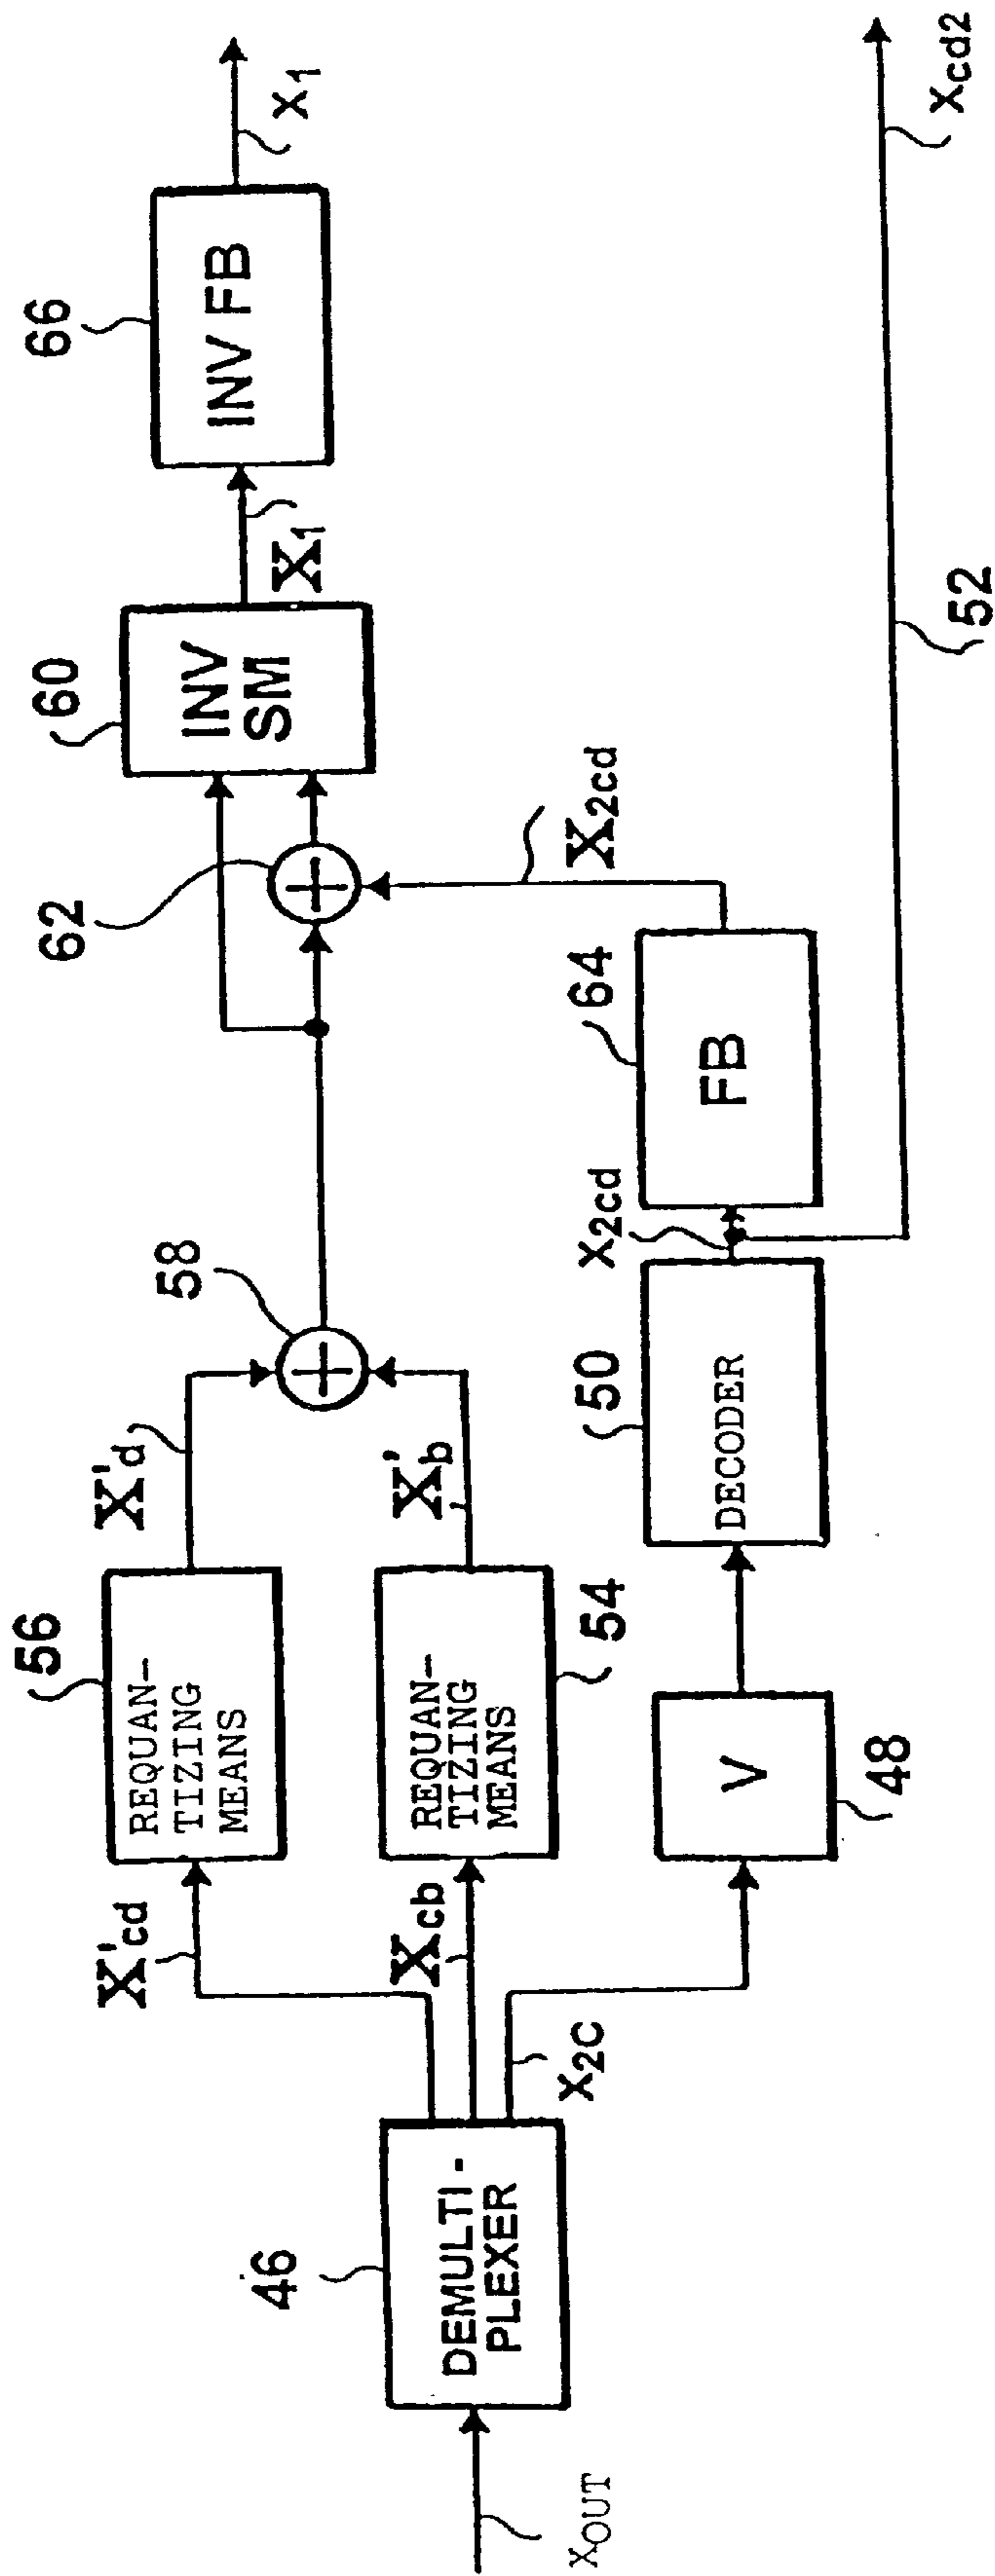 X_OUT
46
DEMULTI-
PLEXER
X'cd
Xcb
x2C
56
REQUAN-
TIZING
MEANS
REQUAN-
TIZING
MEANS
54
V
48
X'd
X'b
58
50
DECODER
x2cd
64
FB
X2cd
62
60
INV
SM
X1
66
INV FB
x1
52
xcd2